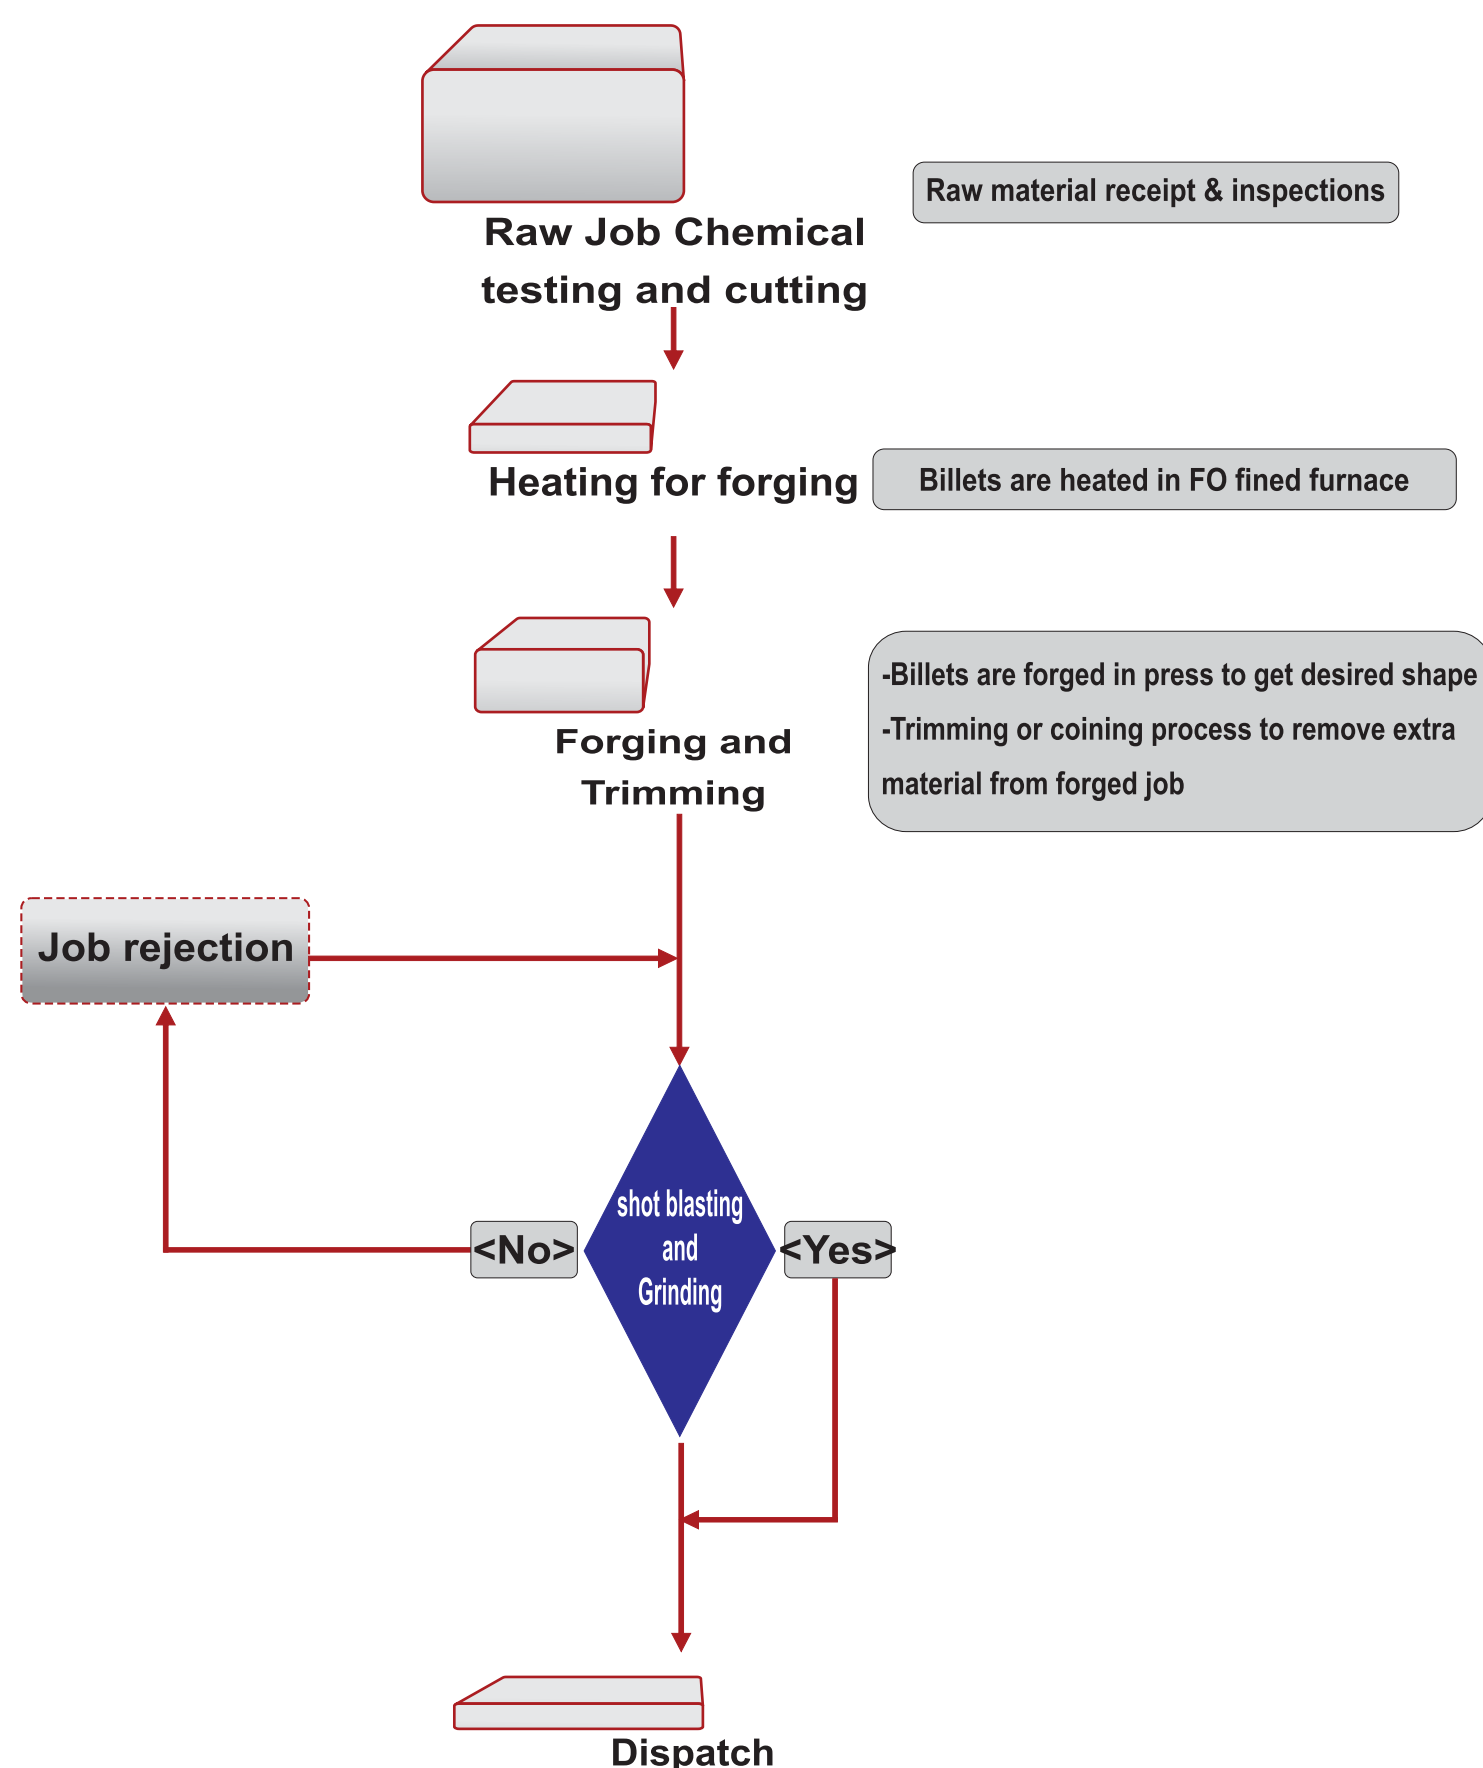 Raw material receipt & inspections
Raw Job Chemical
testing and cutting
Heating for forging
Billets are heated in FO fined furnace
-Billets are forged in press to get desired shape
-Trimming or coining process to remove extra
material from forged job
Forging and
Trimming
Job rejection
shot blasting
and
Grinding
<No>
<Yes>
Dispatch